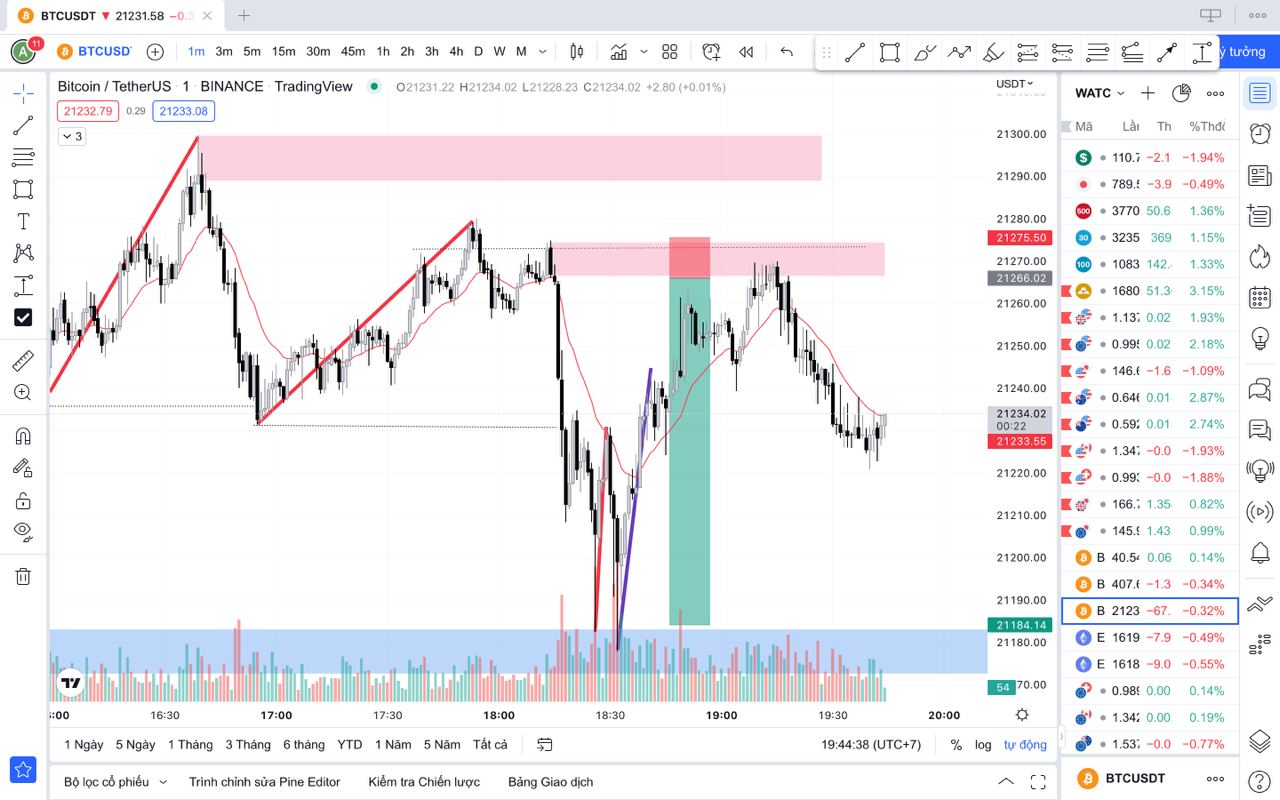 BTCUSDT ▼ 21231.58 −0.3
A 11 BTCUSD 1m 3m 5m 15m 30m 45m 1h 2h 3h 4h D W M ý tưởng
Bitcoin / TetherUS · 1 · BINANCE · TradingView O21231.22 H21234.02 L21228.23 C21234.02 +2.80 (+0.01%)
21232.79 0.29 21233.08
3
USDT
21300.00
21290.00
21280.00
21275.50
21270.00
21266.02
21260.00
21250.00
21240.00
21234.02
00:22
21233.55
21220.00
21210.00
21200.00
21190.00
21184.14
21180.00
54 70.00
:00 16:30 17:00 17:30 18:00 18:30 19:00 19:30 20:00
1 Ngày 5 Ngày 1 Tháng 3 Tháng 6 tháng YTD 1 Năm 5 Năm Tất cả 19:44:38 (UTC+7) % log tự động
Bộ lọc cổ phiếu Trình chỉnh sửa Pine Editor Kiểm tra Chiến lược Bảng Giao dịch
WATC
Mã Lần Th %Thđ
110.7 −2.1 −1.94%
789.5 −3.9 −0.49%
500 3770 50.6 1.36%
30 3235 369 1.15%
100 1083 142. 1.33%
1680 51.3 3.15%
1.137 0.02 1.93%
0.995 0.02 2.18%
146.6 −1.6 −1.09%
0.646 0.01 2.87%
0.592 0.01 2.74%
1.347 −0.0 −1.93%
0.993 −0.0 −1.88%
166.7 1.35 0.82%
145.9 1.43 0.99%
B 40.54 0.06 0.14%
B 407.6 −1.3 −0.34%
B 2123 −67. −0.32%
E 1619 −7.9 −0.49%
E 1618 −9.0 −0.55%
0.989 0.00 0.14%
1.342 0.00 0.19%
1.537 −0.0 −0.77%
BTCUSDT